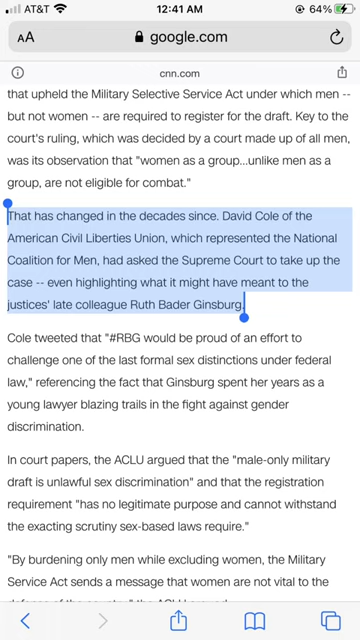 AT&T 12:41 AM 64%
AA google.com
cnn.com
that upheld the Military Selective Service Act under which men --
but not women -- are required to register for the draft. Key to the
court's ruling, which was decided by a court made up of all men,
was its observation that "women as a group...unlike men as a
group, are not eligible for combat."
That has changed in the decades since. David Cole of the
American Civil Liberties Union, which represented the National
Coalition for Men, had asked the Supreme Court to take up the
case -- even highlighting what it might have meant to the
justices' late colleague Ruth Bader Ginsburg.
Cole tweeted that "#RBG would be proud of an effort to
challenge one of the last formal sex distinctions under federal
law," referencing the fact that Ginsburg spent her years as a
young lawyer blazing trails in the fight against gender
discrimination.
In court papers, the ACLU argued that the "male-only military
draft is unlawful sex discrimination" and that the registration
requirement "has no legitimate purpose and cannot withstand
the exacting scrutiny sex-based laws require."
"By burdening only men while excluding women, the Military
Service Act sends a message that women are not vital to the